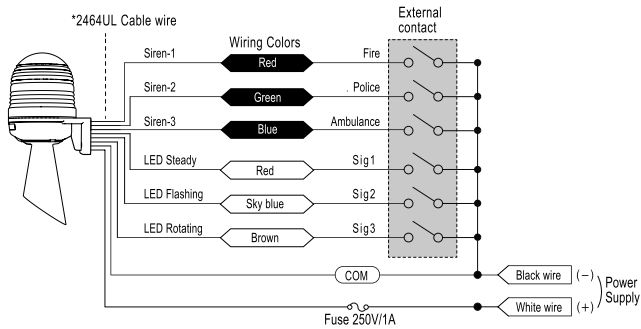 *2464UL Cable wire
External
contact
Wiring Colors
Siren-1 Red Fire
Siren-2 Green Police
Siren-3 Blue Ambulance
LED Steady Red Sig1
LED Flashing Sky blue Sig2
LED Rotating Brown Sig3
COM Black wire (−)
Power
Supply
Fuse 250V/1A White wire (+)